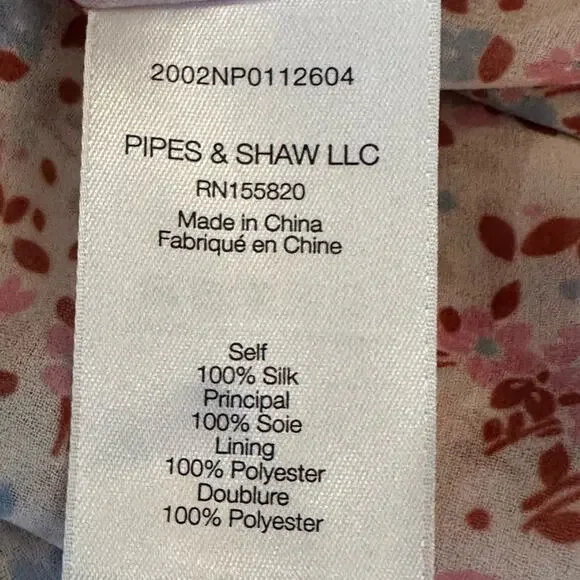 2002NP0112604
PIPES & SHAW LLC
RN155820
Made in China
Fabriqué en Chine
Self
100% Silk
Principal
100% Soie
Lining
100% Polyester
Doublure
100% Polyester